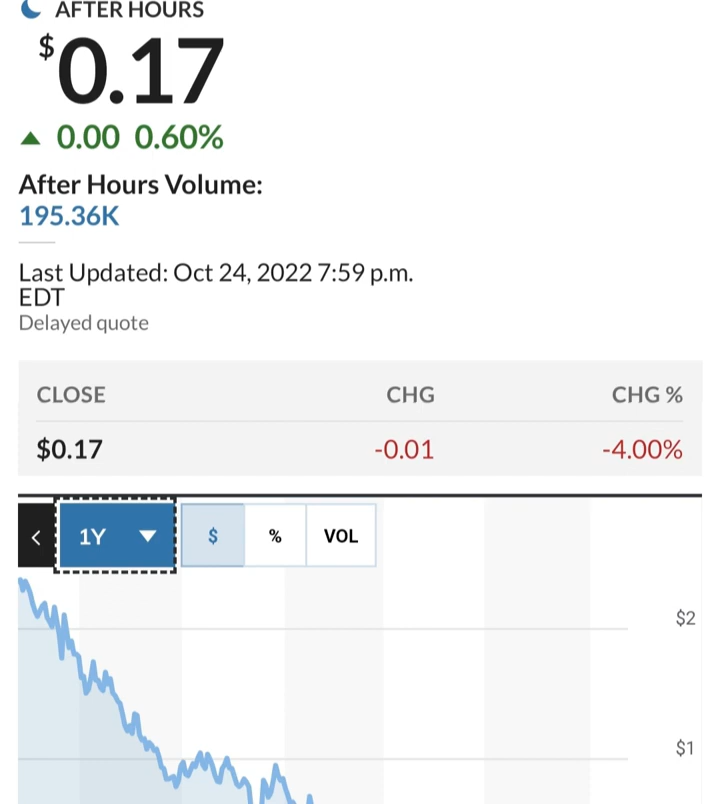 AFTER HOURS
$0.17
▲ 0.00 0.60%
After Hours Volume:
195.36K
Last Updated: Oct 24, 2022 7:59 p.m.
EDT
Delayed quote
CLOSE CHG CHG %
$0.17 -0.01 -4.00%
< 1Y ▼ $ % VOL
$2
$1